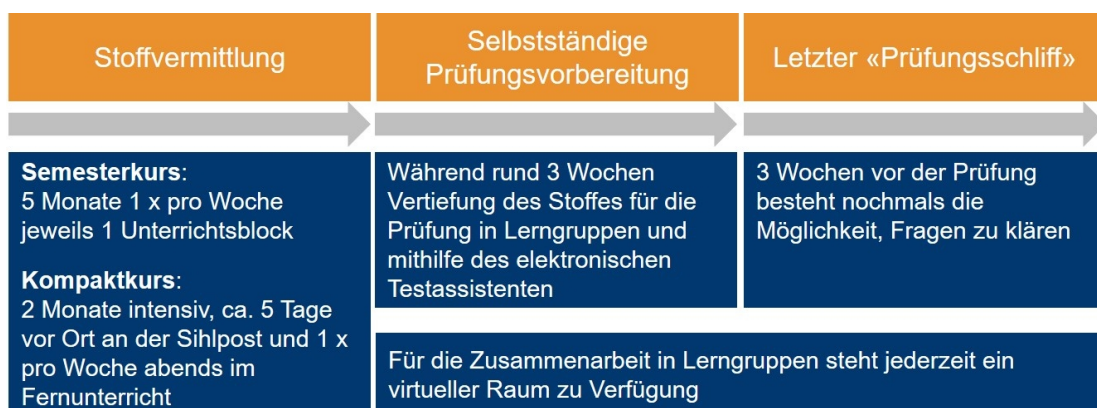 Stoffvermittlung
Selbstständige
Prüfungsvorbereitung
Letzter «Prüfungsschliff»
Semesterkurs:
5 Monate 1 x pro Woche
jeweils 1 Unterrichtsblock
Kompaktkurs:
2 Monate intensiv, ca. 5 Tage
vor Ort an der Sihlpost und 1 x
pro Woche abends im
Fernunterricht
Während rund 3 Wochen
Vertiefung des Stoffes für die
Prüfung in Lerngruppen und
mithilfe des elektronischen
Testassistenten
3 Wochen vor der Prüfung
besteht nochmals die
Möglichkeit, Fragen zu klären
Für die Zusammenarbeit in Lerngruppen steht jederzeit ein
virtueller Raum zu Verfügung